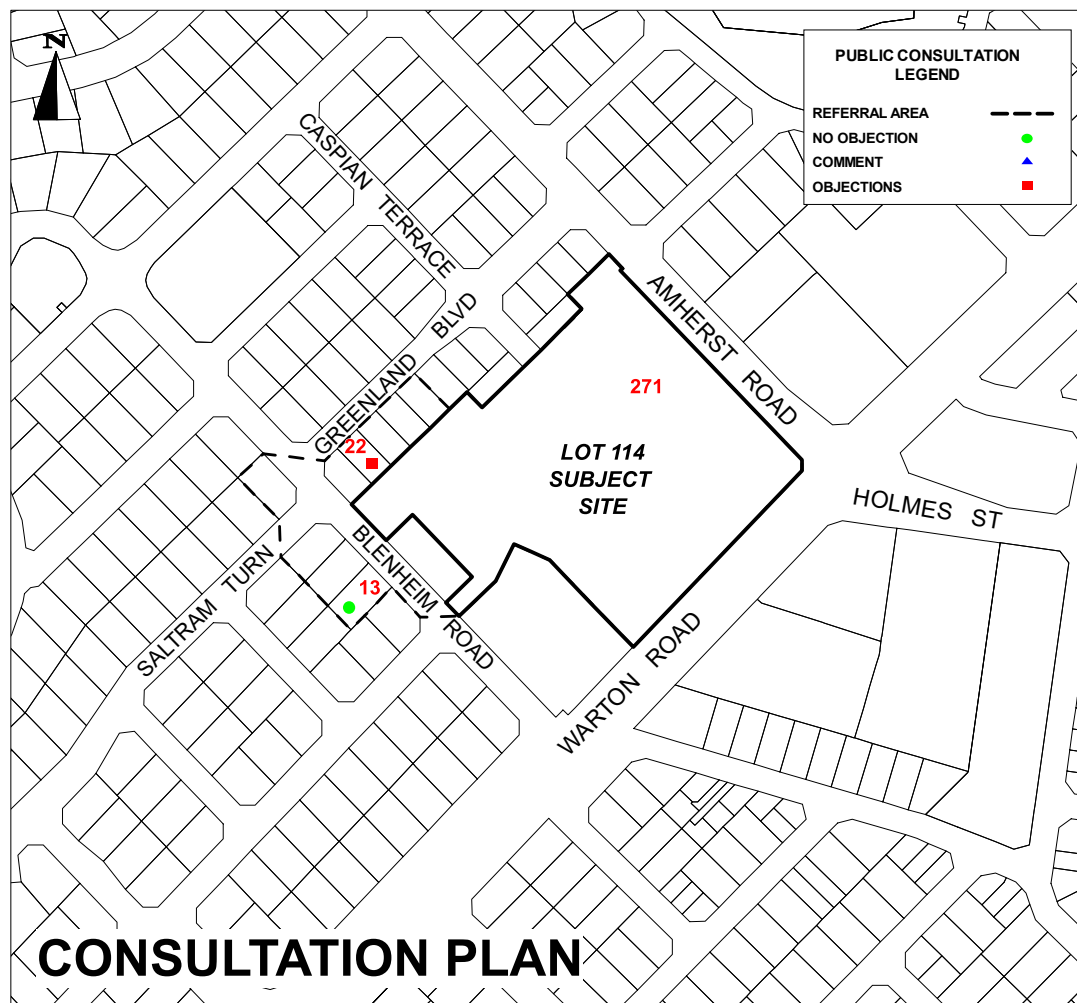 N
PUBLIC CONSULTATION
LEGEND
REFERRAL AREA
NO OBJECTION
COMMENT
OBJECTIONS
CASPIAN TERRACE
GREENLAND BLVD
AMHERST ROAD
271
22
LOT 114
SUBJECT
SITE
HOLMES ST
BLENHEIM ROAD
SALTRAM TURN
13
WARTON ROAD
CONSULTATION PLAN